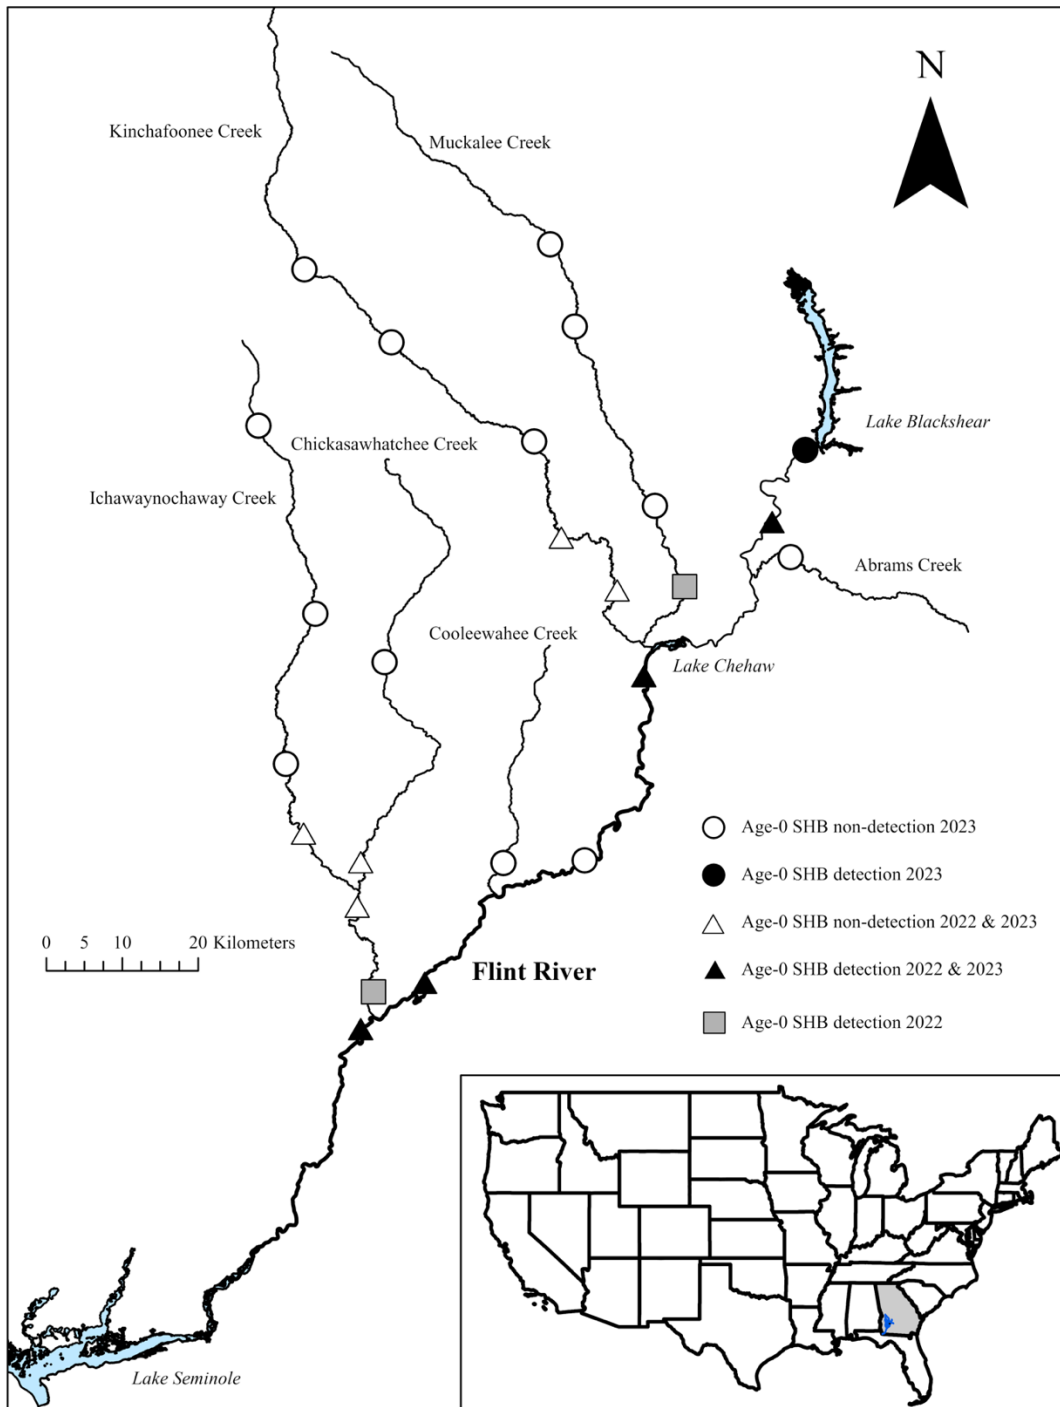 N
Kinchafoonee Creek
Muckalee Creek
Lake Blackshear
Chickasawhatchee Creek
Ichawaynochaway Creek
Abrams Creek
Cooleewahee Creek
Lake Chehaw
Age-0 SHB non-detection 2023
Age-0 SHB detection 2023
Age-0 SHB non-detection 2022 & 2023
0 5 10 20 Kilometers
Flint River
Age-0 SHB detection 2022 & 2023
Age-0 SHB detection 2022
Lake Seminole